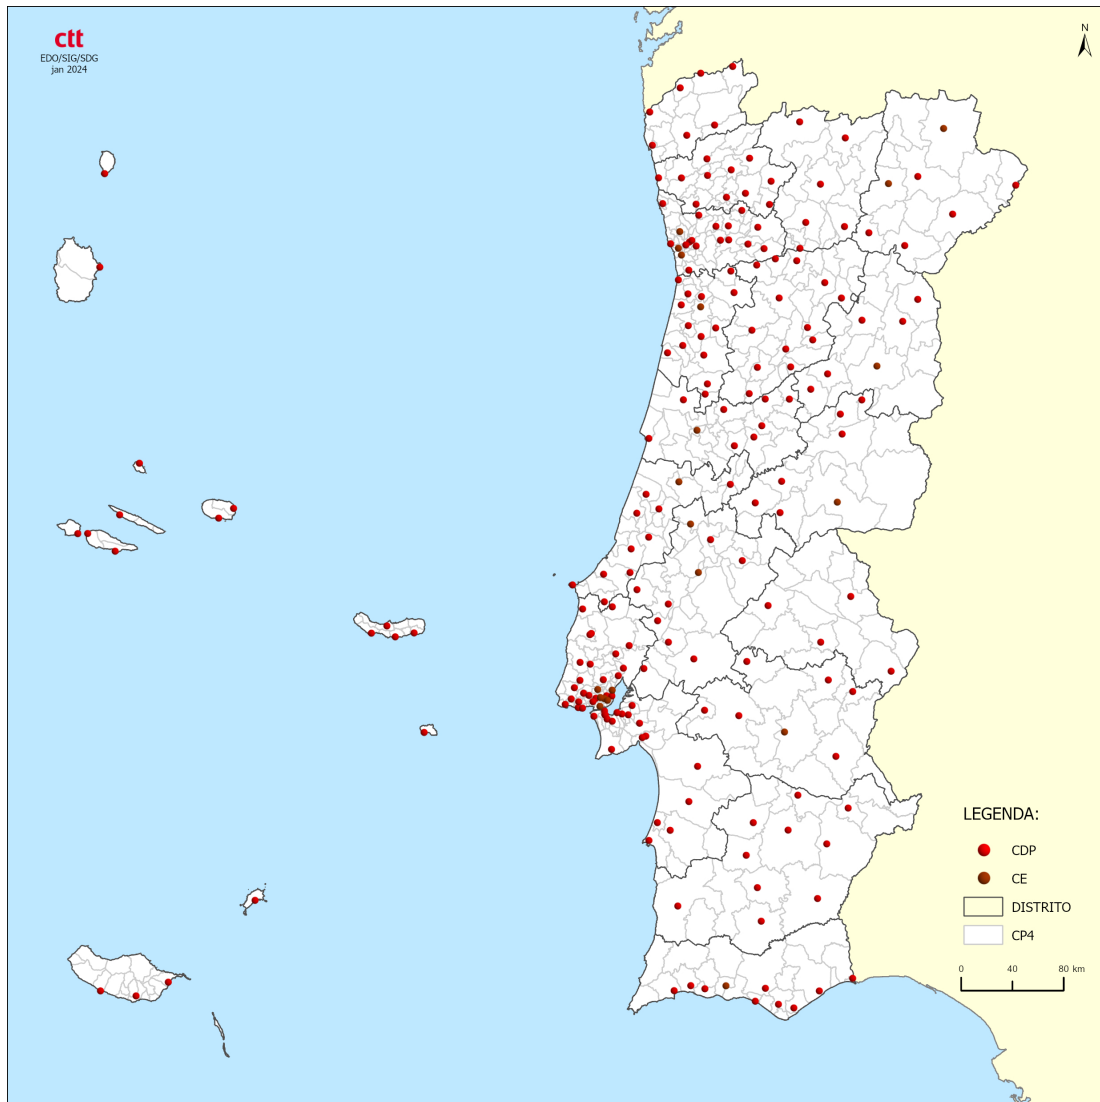 ctt
EDO/SIG/SDG
jan 2024
N
LEGENDA:
CDP
CE
DISTRITO
CP4
0 40 80 km